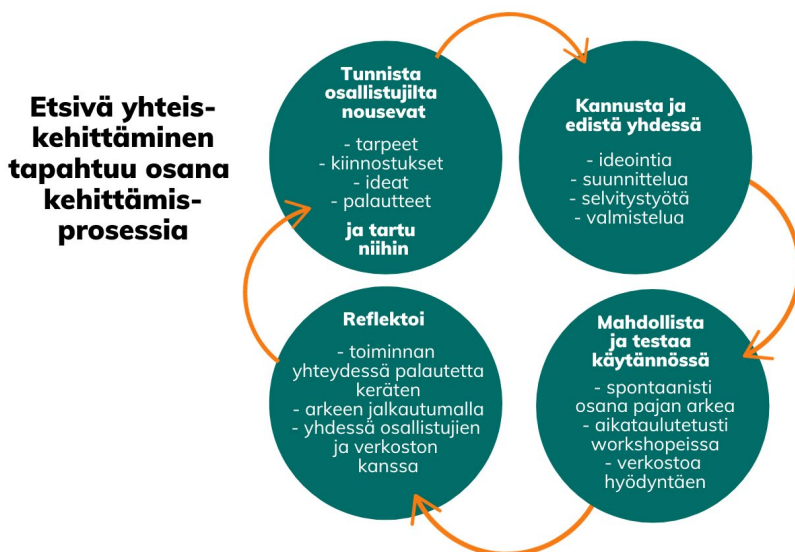 Etsivä yhteis-
kehittäminen
tapahtuu osana
kehittämis-
prosessia
Tunnista
osallistujilta
nousevat
- tarpeet
- kiinnostukset
- ideat
- palautteet
ja tartu
niihin
Kannusta ja
edistä yhdessä
- ideointia
- suunnittelua
- selvitystyötä
- valmistelua
Mahdollista
ja testaa
käytännössä
- spontaanisti
osana pajan arkea
- aikataulutetusti
workshopeissa
- verkostoa
hyödyntäen
Reflektoi
- toiminnan
yhteydessä palautetta
keräten
- arkeen jalkautumalla
- yhdessä osallistujien
ja verkoston
kanssa